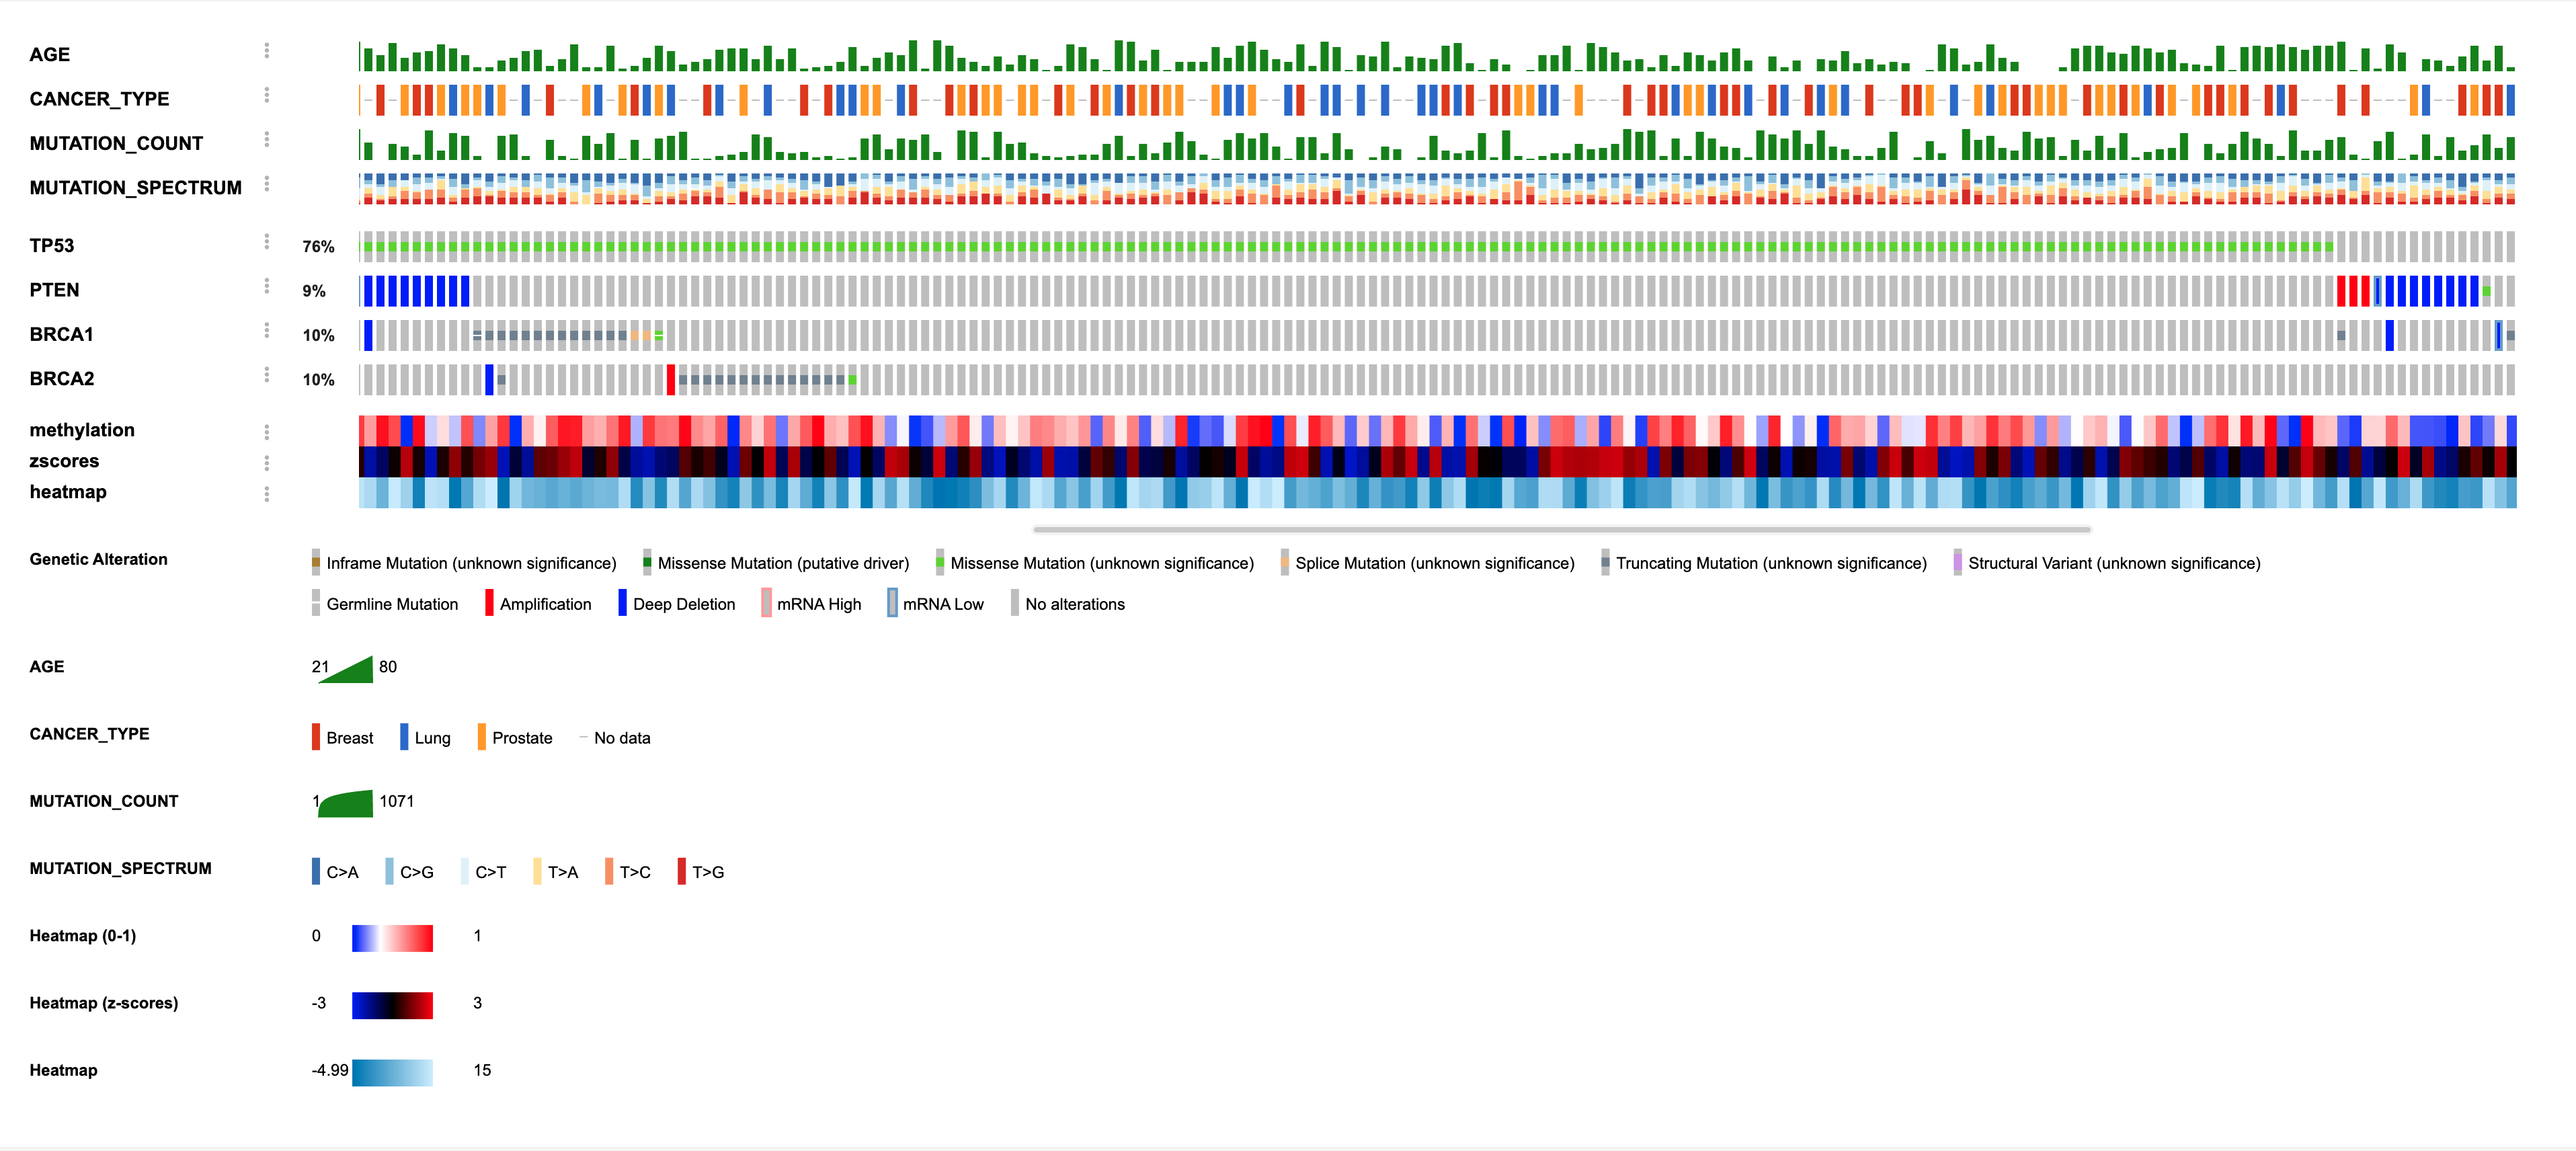 AGE
CANCER_TYPE
MUTATION_COUNT
MUTATION_SPECTRUM
TP53 76%
PTEN 9%
BRCA1 10%
BRCA2 10%
methylation
zscores
heatmap
Genetic Alteration Inframe Mutation (unknown significance) Missense Mutation (putative driver) Missense Mutation (unknown significance) Splice Mutation (unknown significance) Truncating Mutation (unknown significance) Structural Variant (unknown significance)
Germline Mutation Amplification Deep Deletion mRNA High mRNA Low No alterations
AGE 21 80
CANCER_TYPE Breast Lung Prostate No data
MUTATION_COUNT 1 1071
MUTATION_SPECTRUM C>A C>G C>T T>A T>C T>G
Heatmap (0-1) 0 1
Heatmap (z-scores) -3 3
Heatmap -4.99 15